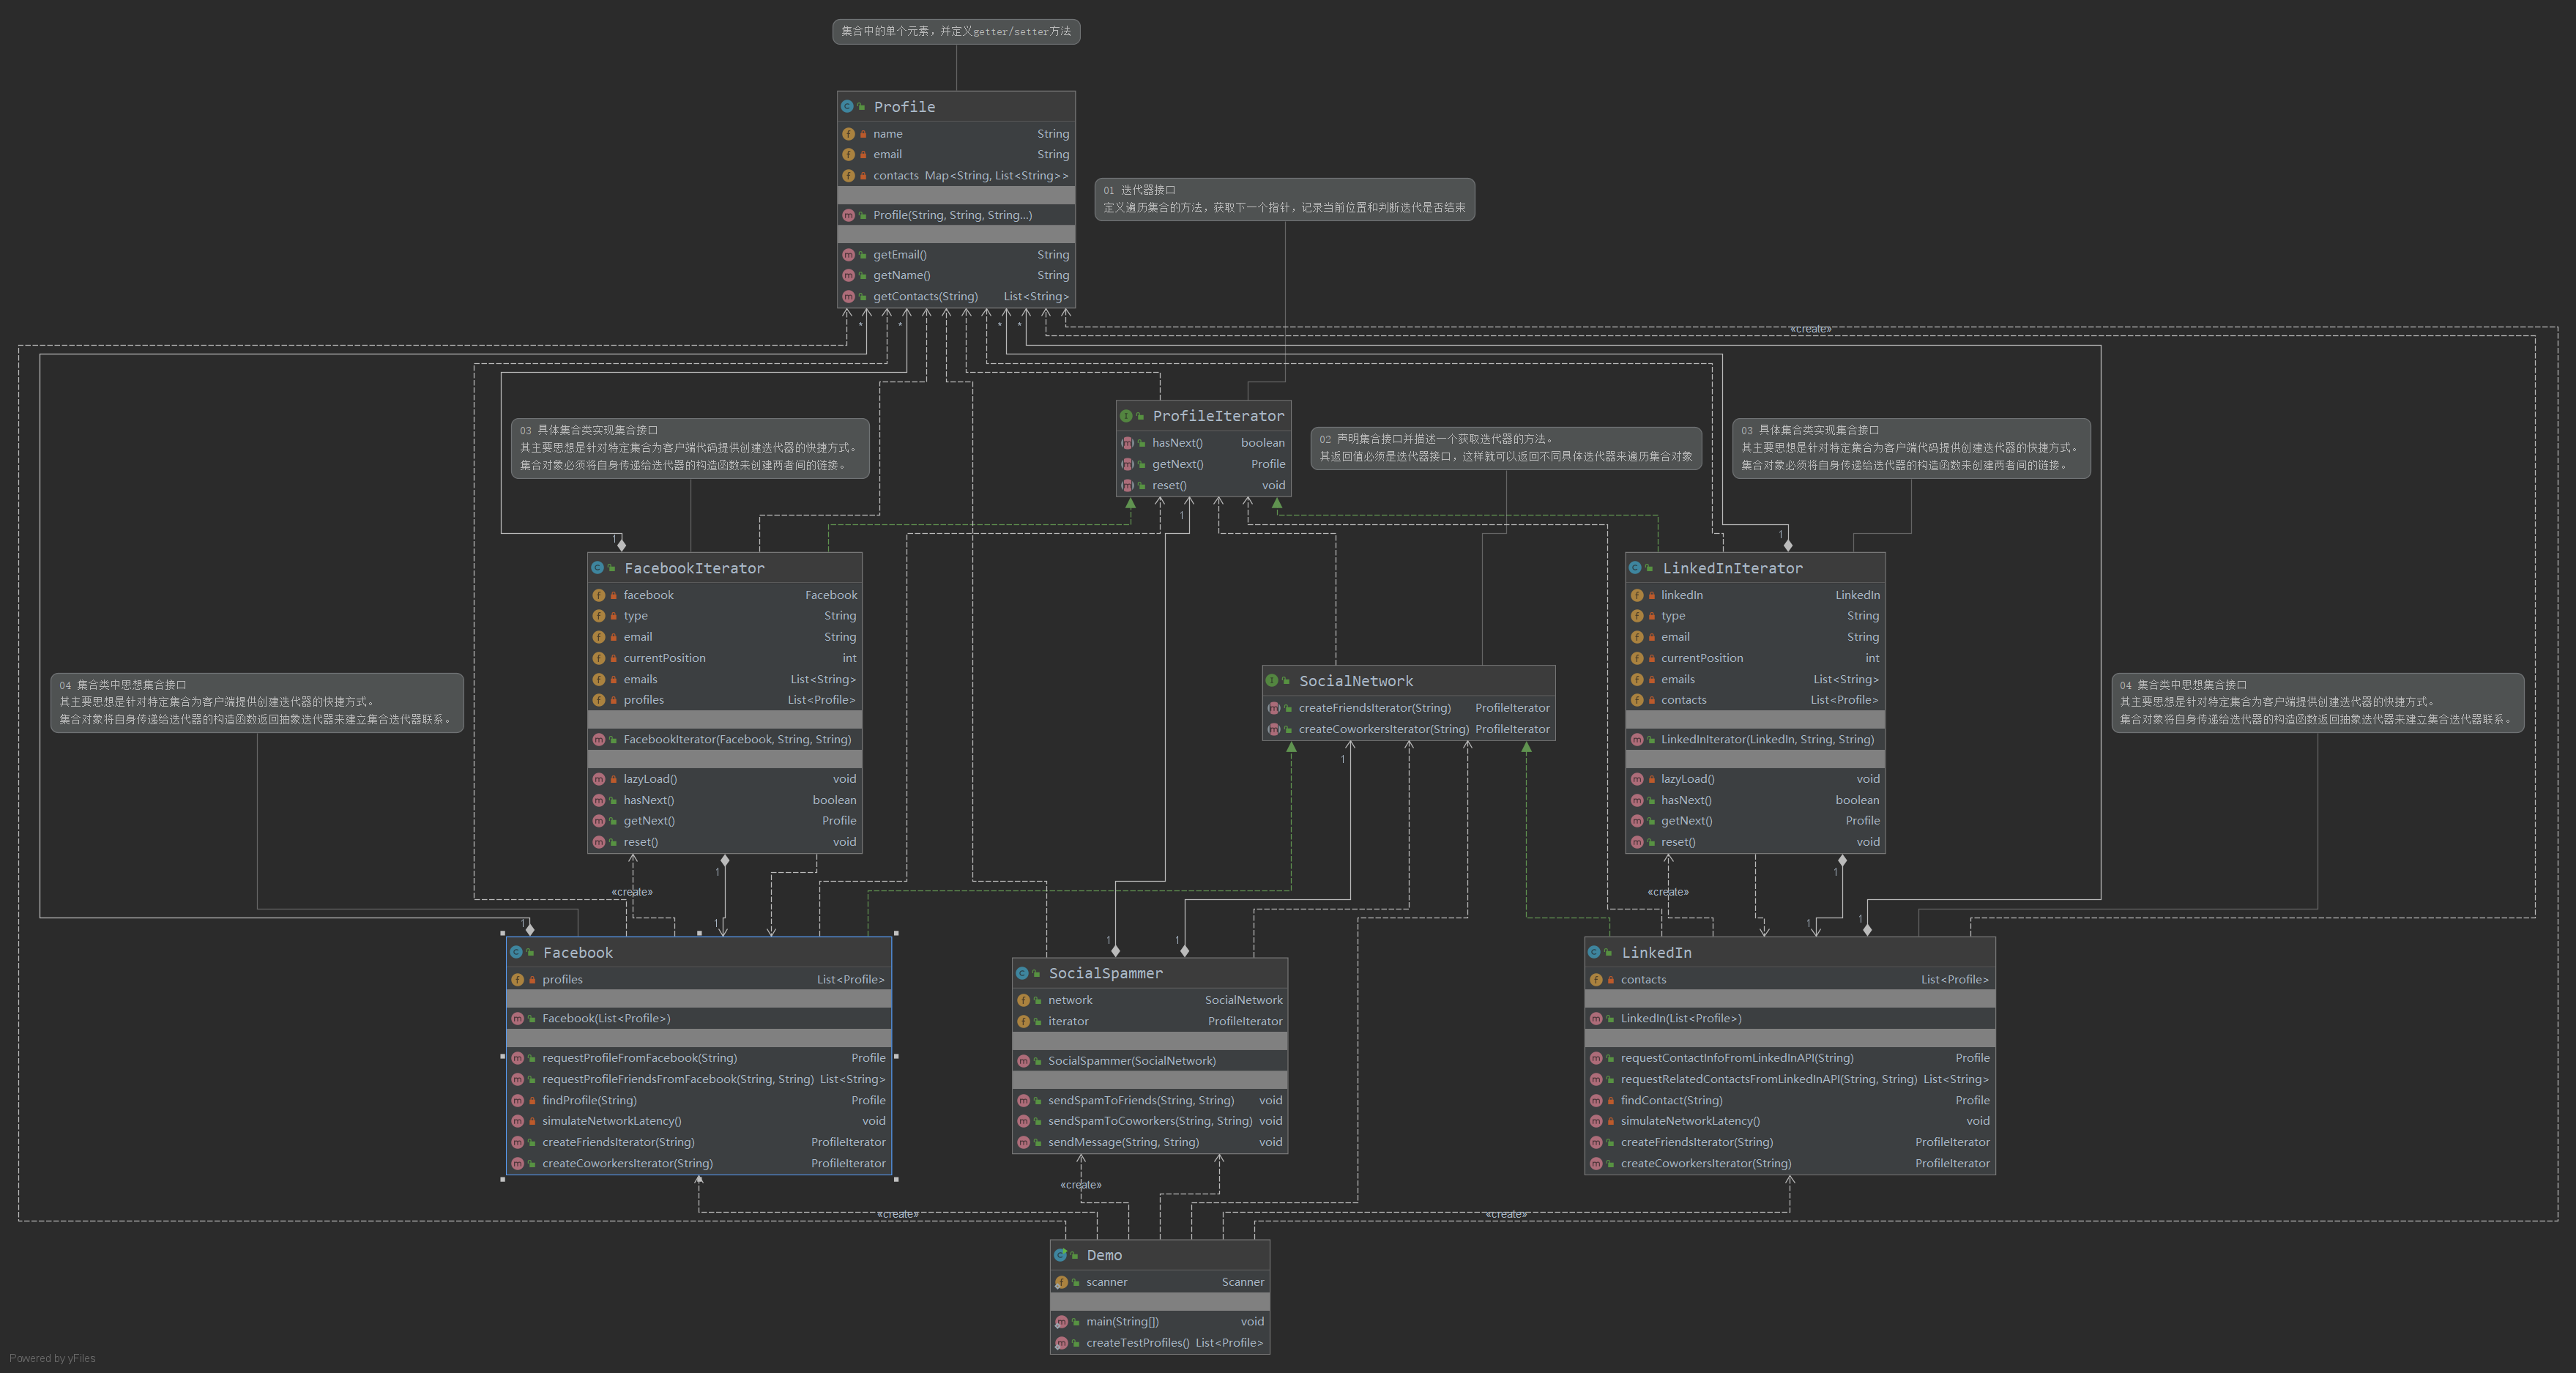 集合中的单个元素，并定义getter/setter方法
Profile
name String
email String
contacts Map<String, List<String>>
Profile(String, String, String...)
getEmail() String
getName() String
getContacts(String) List<String>
01 迭代器接口
定义遍历集合的方法，获取下一个指针，记录当前位置和判断迭代是否结束
* * * *
«create»
ProfileIterator
hasNext() boolean
getNext() Profile
reset() void
03 具体集合类实现集合接口
其主要思想是针对特定集合为客户端代码提供创建迭代器的快捷方式。
集合对象必须将自身传递给迭代器的构造函数来创建两者间的链接。
02 声明集合接口并描述一个获取迭代器的方法。
其返回值必须是迭代器接口，这样就可以返回不同具体迭代器来遍历集合对象
03 具体集合类实现集合接口
其主要思想是针对特定集合为客户端代码提供创建迭代器的快捷方式。
集合对象必须将自身传递给迭代器的构造函数来创建两者间的链接。
1
1
1
FacebookIterator
facebook Facebook
type String
email String
currentPosition int
emails List<String>
profiles List<Profile>
FacebookIterator(Facebook, String, String)
lazyLoad() void
hasNext() boolean
getNext() Profile
reset() void
LinkedInIterator
linkedIn LinkedIn
type String
email String
currentPosition int
emails List<String>
contacts List<Profile>
LinkedInIterator(LinkedIn, String, String)
lazyLoad() void
hasNext() boolean
getNext() Profile
reset() void
SocialNetwork
createFriendsIterator(String) ProfileIterator
createCoworkersIterator(String) ProfileIterator
1
04 集合类中思想集合接口
其主要思想是针对特定集合为客户端提供创建迭代器的快捷方式。
集合对象将自身传递给迭代器的构造函数返回抽象迭代器来建立集合迭代器联系。
04 集合类中思想集合接口
其主要思想是针对特定集合为客户端提供创建迭代器的快捷方式。
集合对象将自身传递给迭代器的构造函数返回抽象迭代器来建立集合迭代器联系。
1
1
«create»
«create»
1
1
1
1
1
1
Facebook
profiles List<Profile>
Facebook(List<Profile>)
requestProfileFromFacebook(String) Profile
requestProfileFriendsFromFacebook(String, String) List<String>
findProfile(String) Profile
simulateNetworkLatency() void
createFriendsIterator(String) ProfileIterator
createCoworkersIterator(String) ProfileIterator
SocialSpammer
network SocialNetwork
iterator ProfileIterator
SocialSpammer(SocialNetwork)
sendSpamToFriends(String, String) void
sendSpamToCoworkers(String, String) void
sendMessage(String, String) void
LinkedIn
contacts List<Profile>
LinkedIn(List<Profile>)
requestContactInfoFromLinkedInAPI(String) Profile
requestRelatedContactsFromLinkedInAPI(String, String) List<String>
findContact(String) Profile
simulateNetworkLatency() void
createFriendsIterator(String) ProfileIterator
createCoworkersIterator(String) ProfileIterator
«create»
«create»
«create»
Demo
scanner Scanner
main(String[]) void
createTestProfiles() List<Profile>
Powered by yFiles